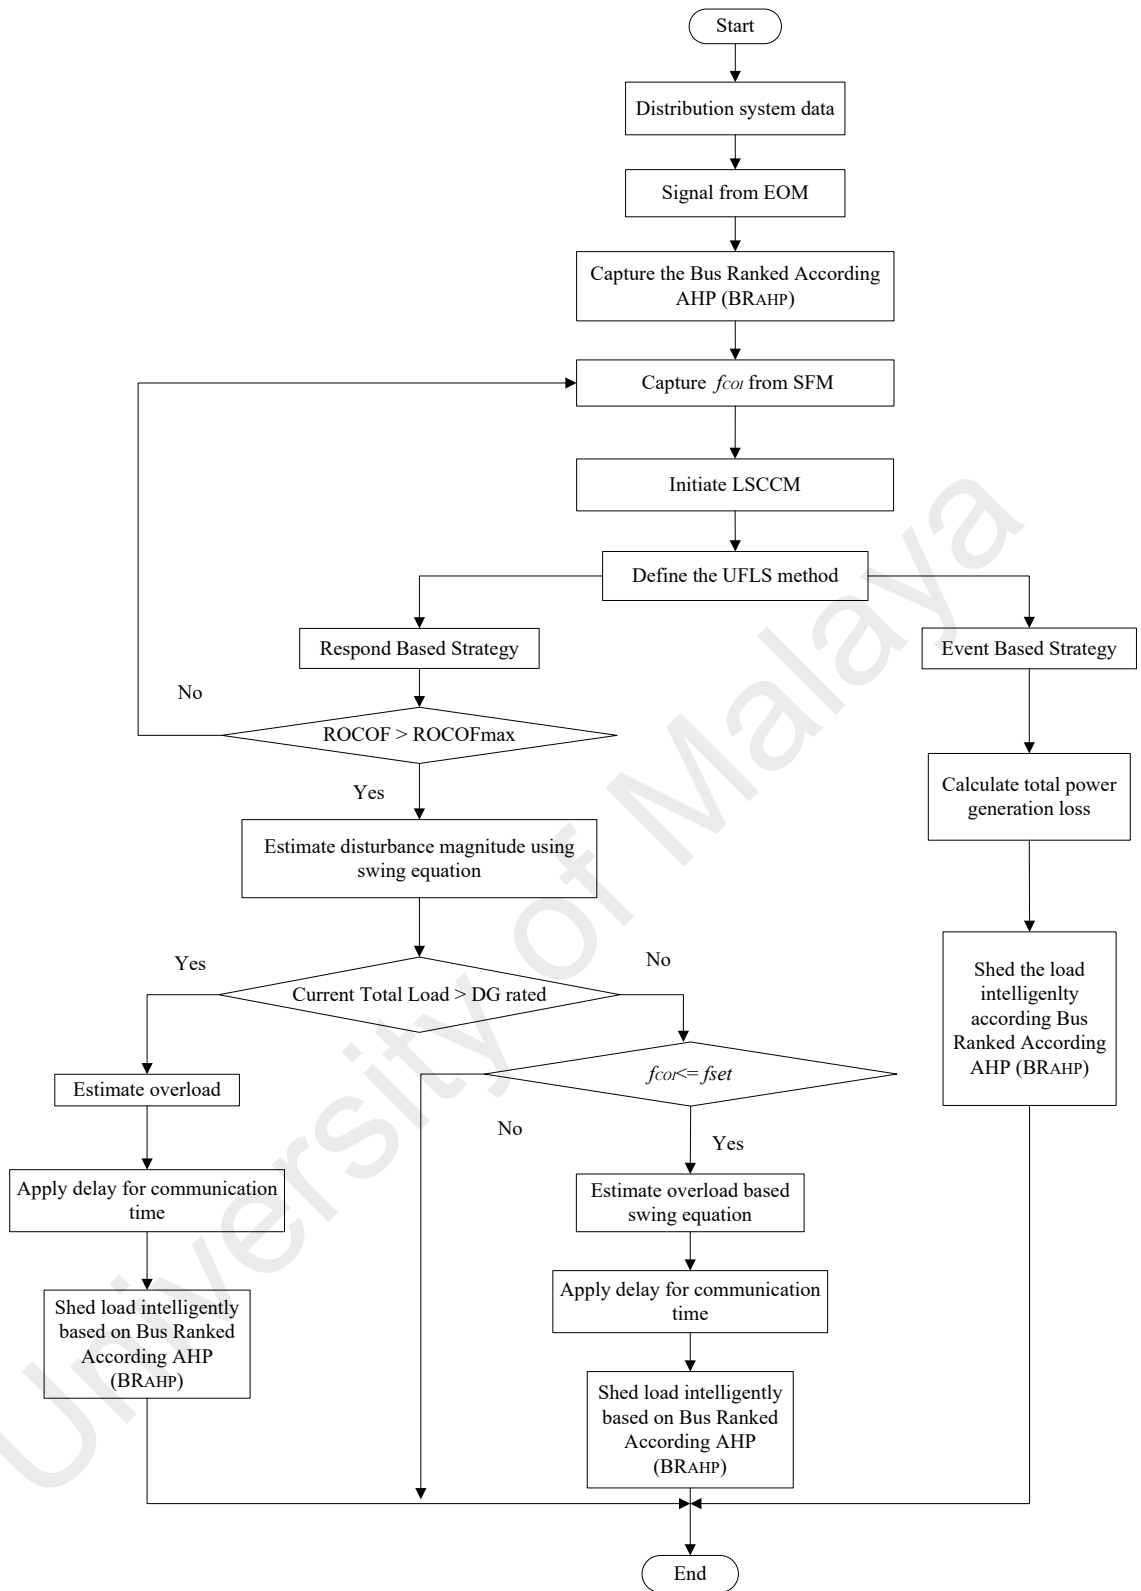 Start
Distribution system data
Signal from EOM
Capture the Bus Ranked According
AHP (BRAHP)
Capture fCOI from SFM
Initiate LSCCM
Define the UFLS method
Respond Based Strategy
Event Based Strategy
No
ROCOF > ROCOFmax
Yes
Calculate total power
generation loss
Estimate disturbance magnitude using
swing equation
Yes
No
Current Total Load > DG rated
Shed the load
intelligenlty
according Bus
Ranked According
AHP (BRAHP)
fCOI<= fset
Estimate overload
No
Yes
Apply delay for communication
time
Estimate overload based
swing equation
Apply delay for communication
time
Shed load intelligently
based on Bus Ranked
According AHP
(BRAHP)
Shed load intelligently
based on Bus Ranked
According AHP
(BRAHP)
End
University of Malaya